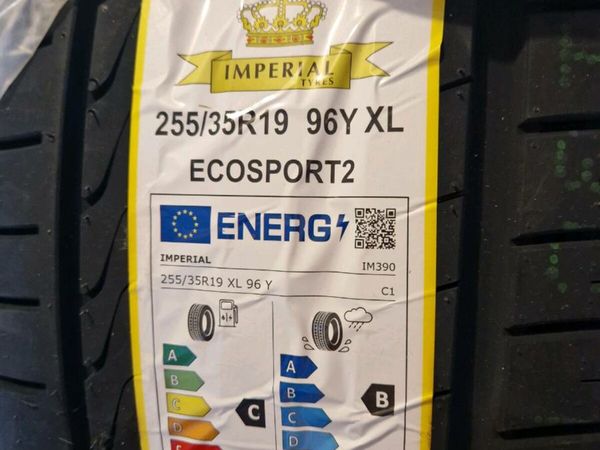 IMPERIAL
TYRES
255/35R19 96Y XL
ECOSPORT2
ENERG
IMPERIAL IM390
255/35R19 XL 96 Y C1
A A
B B B
C C C
D D